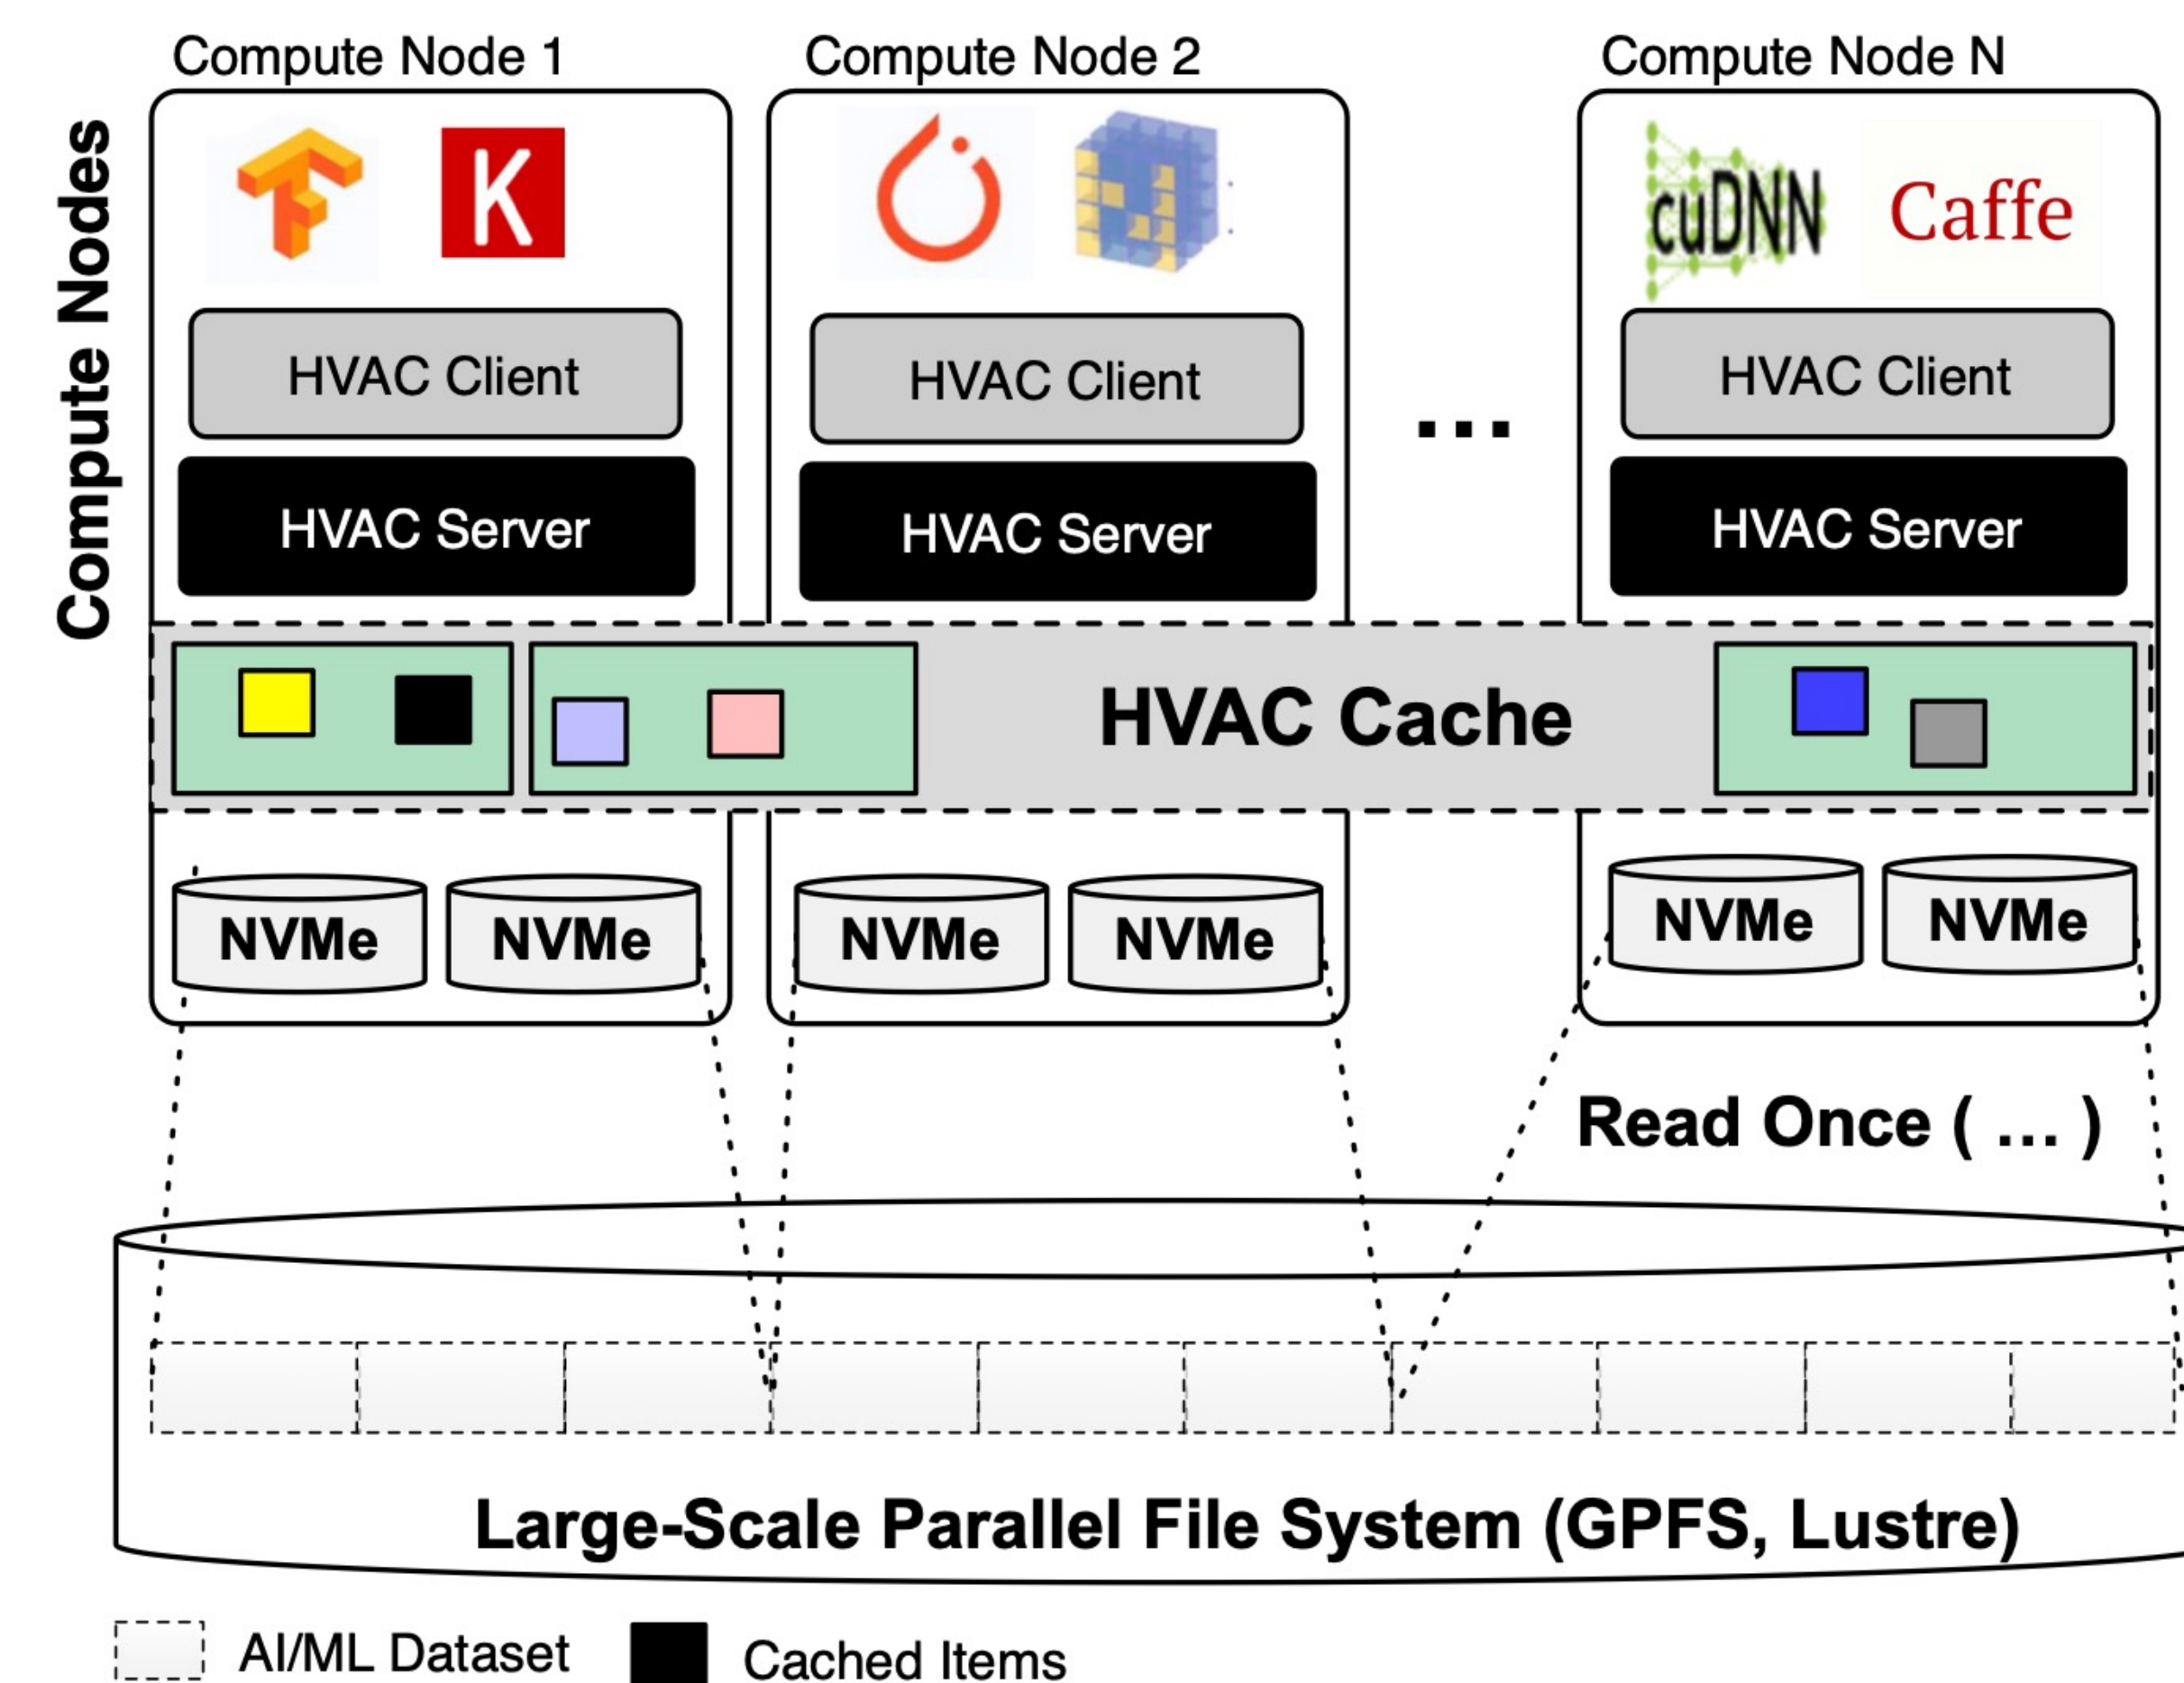 Compute Node 1
Compute Node 2
Compute Node N
Compute Nodes
K
cuDNN
Caffe
HVAC Client
HVAC Client
HVAC Client
...
HVAC Server
HVAC Server
HVAC Server
HVAC Cache
NVMe
NVMe
NVMe
NVMe
NVMe
NVMe
Read Once ( ... )
Large-Scale Parallel File System (GPFS, Lustre)
AI/ML Dataset
Cached Items